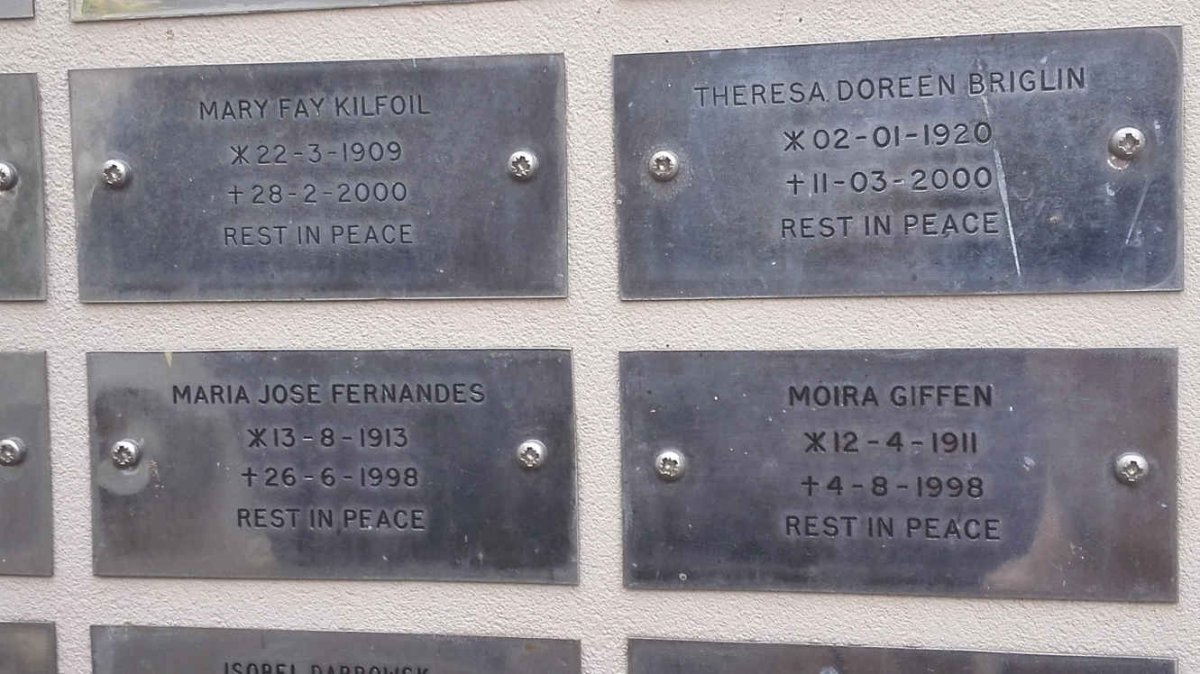 MARY FAY KILFOIL
*22-3-1909
†28-2-2000
REST IN PEACE
THERESA DOREEN BRIGLIN
*02-01-1920
†11-03-2000
REST IN PEACE
MARIA JOSE FERNANDES
*13-8-1913
†26-6-1998
REST IN PEACE
MOIRA GIFFEN
*12-4-1911
†4-8-1998
REST IN PEACE
ISOBEL